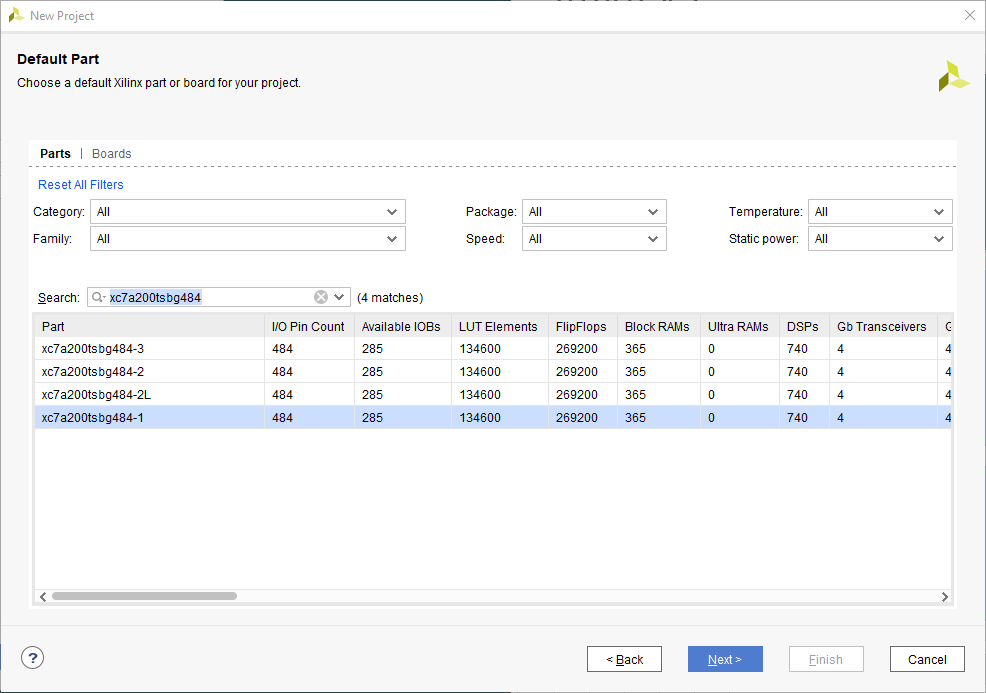 New Project
Default Part
Choose a default Xilinx part or board for your project.
Parts | Boards
Reset All Filters
Category: All Package: All Temperature: All
Family: All Speed: All Static power: All
Search: xc7a200tsbg484 (4 matches)
Part I/O Pin Count Available IOBs LUT Elements FlipFlops Block RAMs Ultra RAMs DSPs Gb Transceivers G
xc7a200tsbg484-3 484 285 134600 269200 365 0 740 4 4
xc7a200tsbg484-2 484 285 134600 269200 365 0 740 4 4
xc7a200tsbg484-2L 484 285 134600 269200 365 0 740 4 4
xc7a200tsbg484-1 484 285 134600 269200 365 0 740 4 4
? < Back Next > Finish Cancel